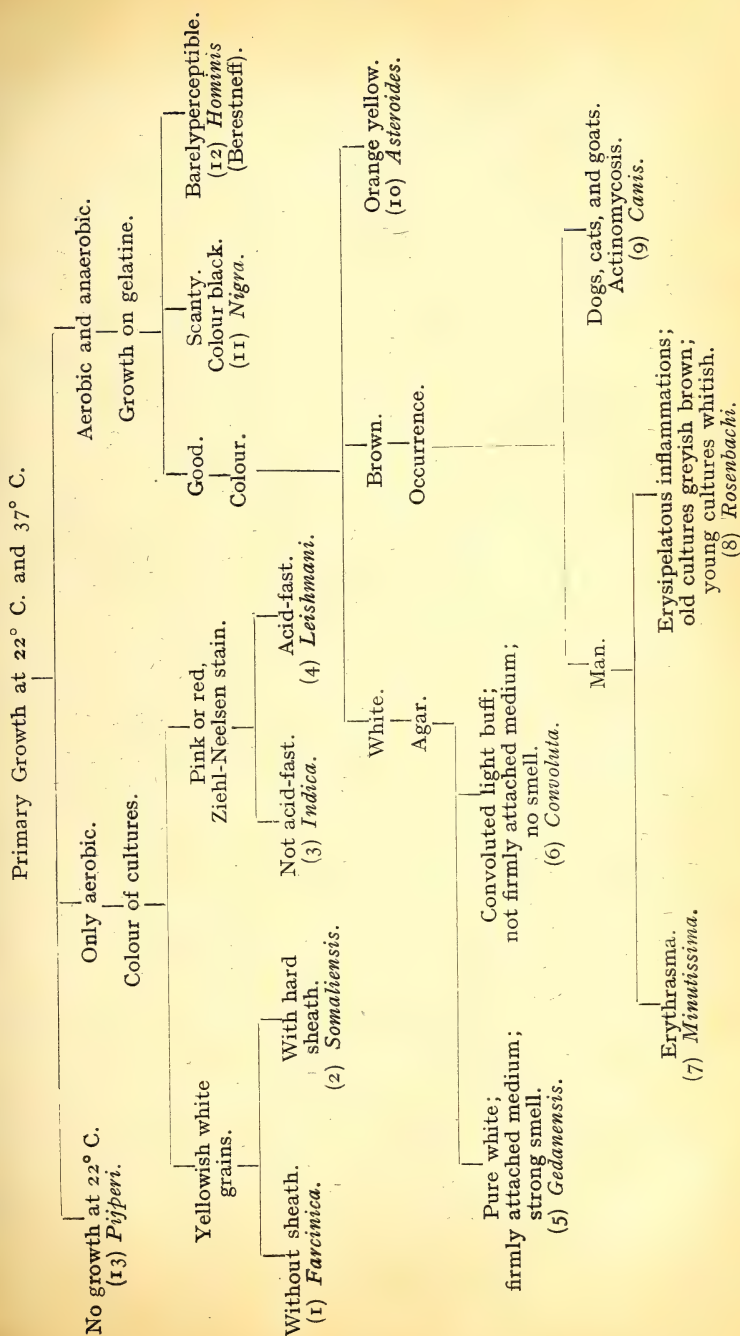 Primary Growth at 22° C. and 37° C.
No growth at 22° C.
(13) Pijperi.
Only aerobic.
Colour of cultures.
Aerobic and anaerobic.
Growth on gelatine.
Yellowish white
grains.
Pink or red,
Ziehl-Neelsen stain.
Good.
Colour.
Scanty.
Colour black.
(11) Nigra.
Barelyperceptible.
(12) Hominis
(Berestneff).
Without sheath.
(1) Farcinica.
With hard
sheath.
(2) Somaliensis.
Not acid-fast.
(3) Indica.
Acid-fast.
(4) Leishmani.
White.
Agar.
Brown.
Occurrence.
Orange yellow.
(10) Asteroides.
Pure white;
firmly attached medium;
strong smell.
(5) Gedanensis.
Convoluted light buff;
not firmly attached medium;
no smell.
(6) Convoluta.
Man.
Dogs, cats, and goats.
Actinomycosis.
(9) Canis.
Erythrasma.
(7) Minutissima.
Erysipelatous inflammations;
old cultures greyish brown;
young cultures whitish.
(8) Rosenbachi.